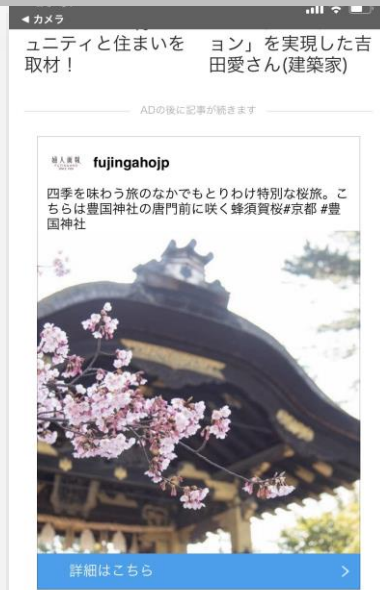 ◀ カメラ
ュニティと住まいを
取材！
ョン」を実現した吉
田愛さん(建築家)
ADの後に記事が続きます
婦人画報 fujingahojp
四季を味わう旅のなかでもとりわけ特別な桜旅。こ
ちらは豊国神社の唐門前に咲く蜂須賀桜#京都 #豊
国神社
詳細はこちら